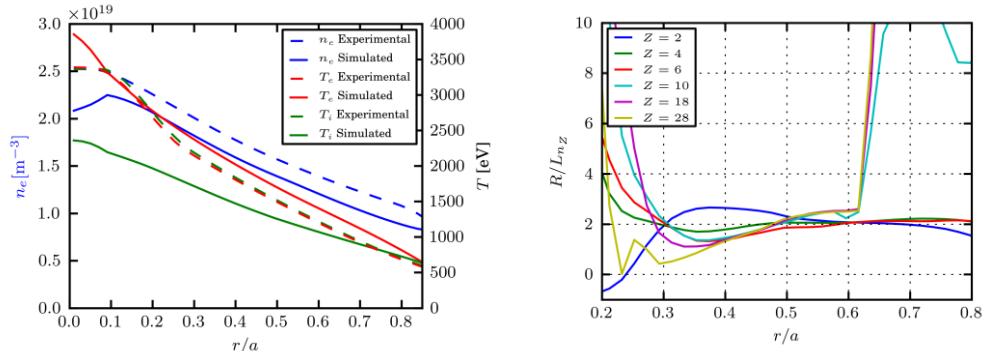 3.0 1e19
2.5
2.0
1.5
1.0
0.5
0.0
n_e [m^{-3}]
0.0 0.1 0.2 0.3 0.4 0.5 0.6 0.7 0.8
r/a
4000
3500
3000
2500
2000
1500
1000
500
0
T [eV]
n_e Experimental
n_e Simulated
T_e Experimental
T_e Simulated
T_i Experimental
T_i Simulated
10
8
6
4
2
0
R/L_{n_Z}
0.2 0.3 0.4 0.5 0.6 0.7 0.8
r/a
Z = 2
Z = 4
Z = 6
Z = 10
Z = 18
Z = 28